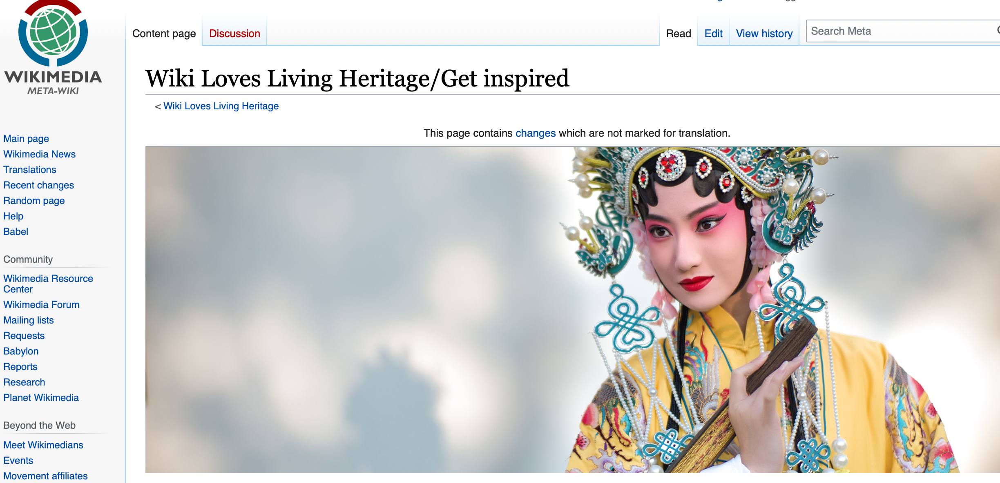 WIKIMEDIA
META-WIKI
Content page
Discussion
Read
Edit
View history
Search Meta
Wiki Loves Living Heritage/Get inspired
< Wiki Loves Living Heritage
This page contains changes which are not marked for translation.
Main page
Wikimedia News
Translations
Recent changes
Random page
Help
Babel
Community
Wikimedia Resource
Center
Wikimedia Forum
Mailing lists
Requests
Babylon
Reports
Research
Planet Wikimedia
Beyond the Web
Meet Wikimedians
Events
Movement affiliates